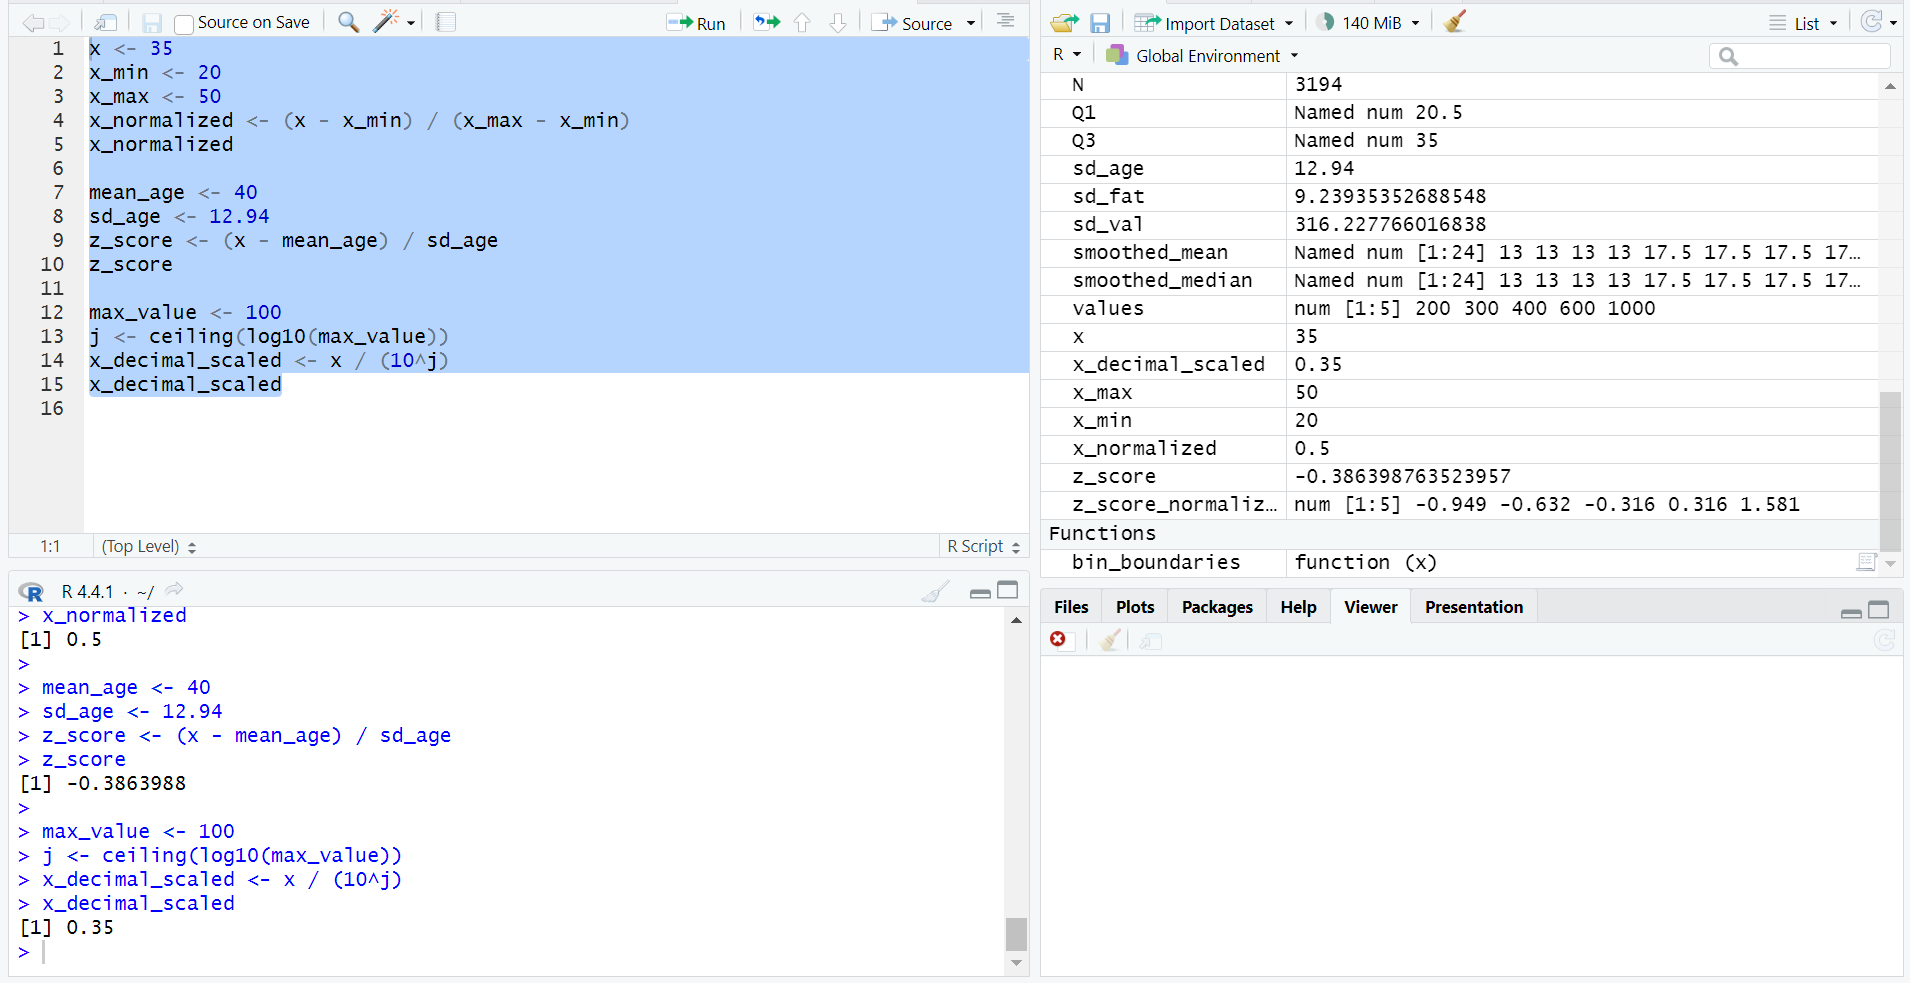 Source on Save
Run
Source
1 x <- 35
2 x_min <- 20
3 x_max <- 50
4 x_normalized <- (x - x_min) / (x_max - x_min)
5 x_normalized
6
7 mean_age <- 40
8 sd_age <- 12.94
9 z_score <- (x - mean_age) / sd_age
10 z_score
11
12 max_value <- 100
13 j <- ceiling(log10(max_value))
14 x_decimal_scaled <- x / (10^j)
15 x_decimal_scaled
16
1:1 (Top Level) R Script
R R 4.4.1 · ~/
> x_normalized
[1] 0.5
>
> mean_age <- 40
> sd_age <- 12.94
> z_score <- (x - mean_age) / sd_age
> z_score
[1] -0.3863988
>
> max_value <- 100
> j <- ceiling(log10(max_value))
> x_decimal_scaled <- x / (10^j)
> x_decimal_scaled
[1] 0.35
>
Import Dataset 140 MiB List
R Global Environment
N 3194
Q1 Named num 20.5
Q3 Named num 35
sd_age 12.94
sd_fat 9.23935352688548
sd_val 316.227766016838
smoothed_mean Named num [1:24] 13 13 13 13 17.5 17.5 17.5 17…
smoothed_median Named num [1:24] 13 13 13 13 17.5 17.5 17.5 17…
values num [1:5] 200 300 400 600 1000
x 35
x_decimal_scaled 0.35
x_max 50
x_min 20
x_normalized 0.5
z_score -0.386398763523957
z_score_normaliz… num [1:5] -0.949 -0.632 -0.316 0.316 1.581
Functions
bin_boundaries function (x)
Files Plots Packages Help Viewer Presentation